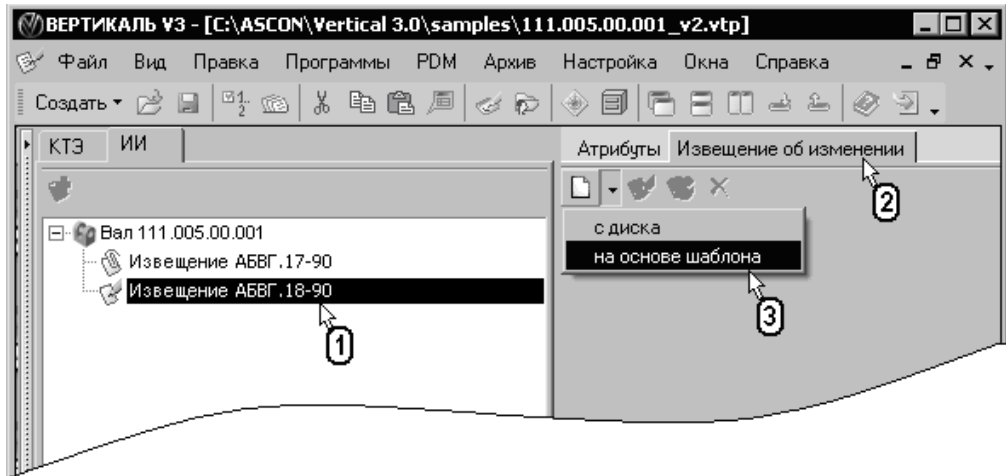 ВЕРТИКАЛЬ V3 - [C:\ASCON\Vertical 3.0\samples\111.005.00.001_v2.vtp]
Файл Вид Правка Программы PDM Архив Настройка Окна Справка
Создать
КТЭ ИИ
Атрибуты Извещение об изменении
2
с диска
на основе шаблона
3
Вал 111.005.00.001
Извещение АБВГ.17-90
Извещение АБВГ.18-90
1